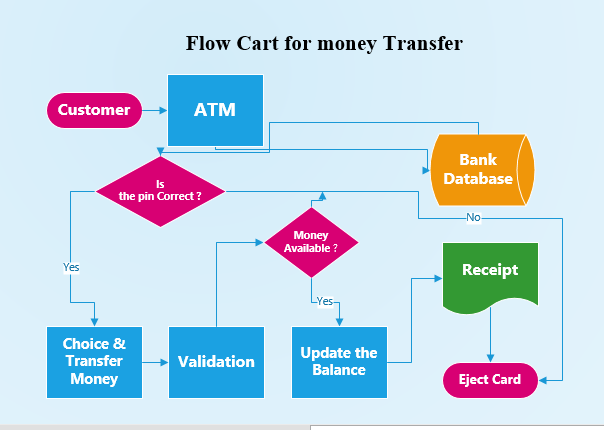 Flow Cart for money Transfer
Customer
ATM
Bank
Database
Is
the pin Correct ?
No
Money
Available ?
Yes
Receipt
Yes
Choice &
Transfer
Money
Validation
Update the
Balance
Eject Card